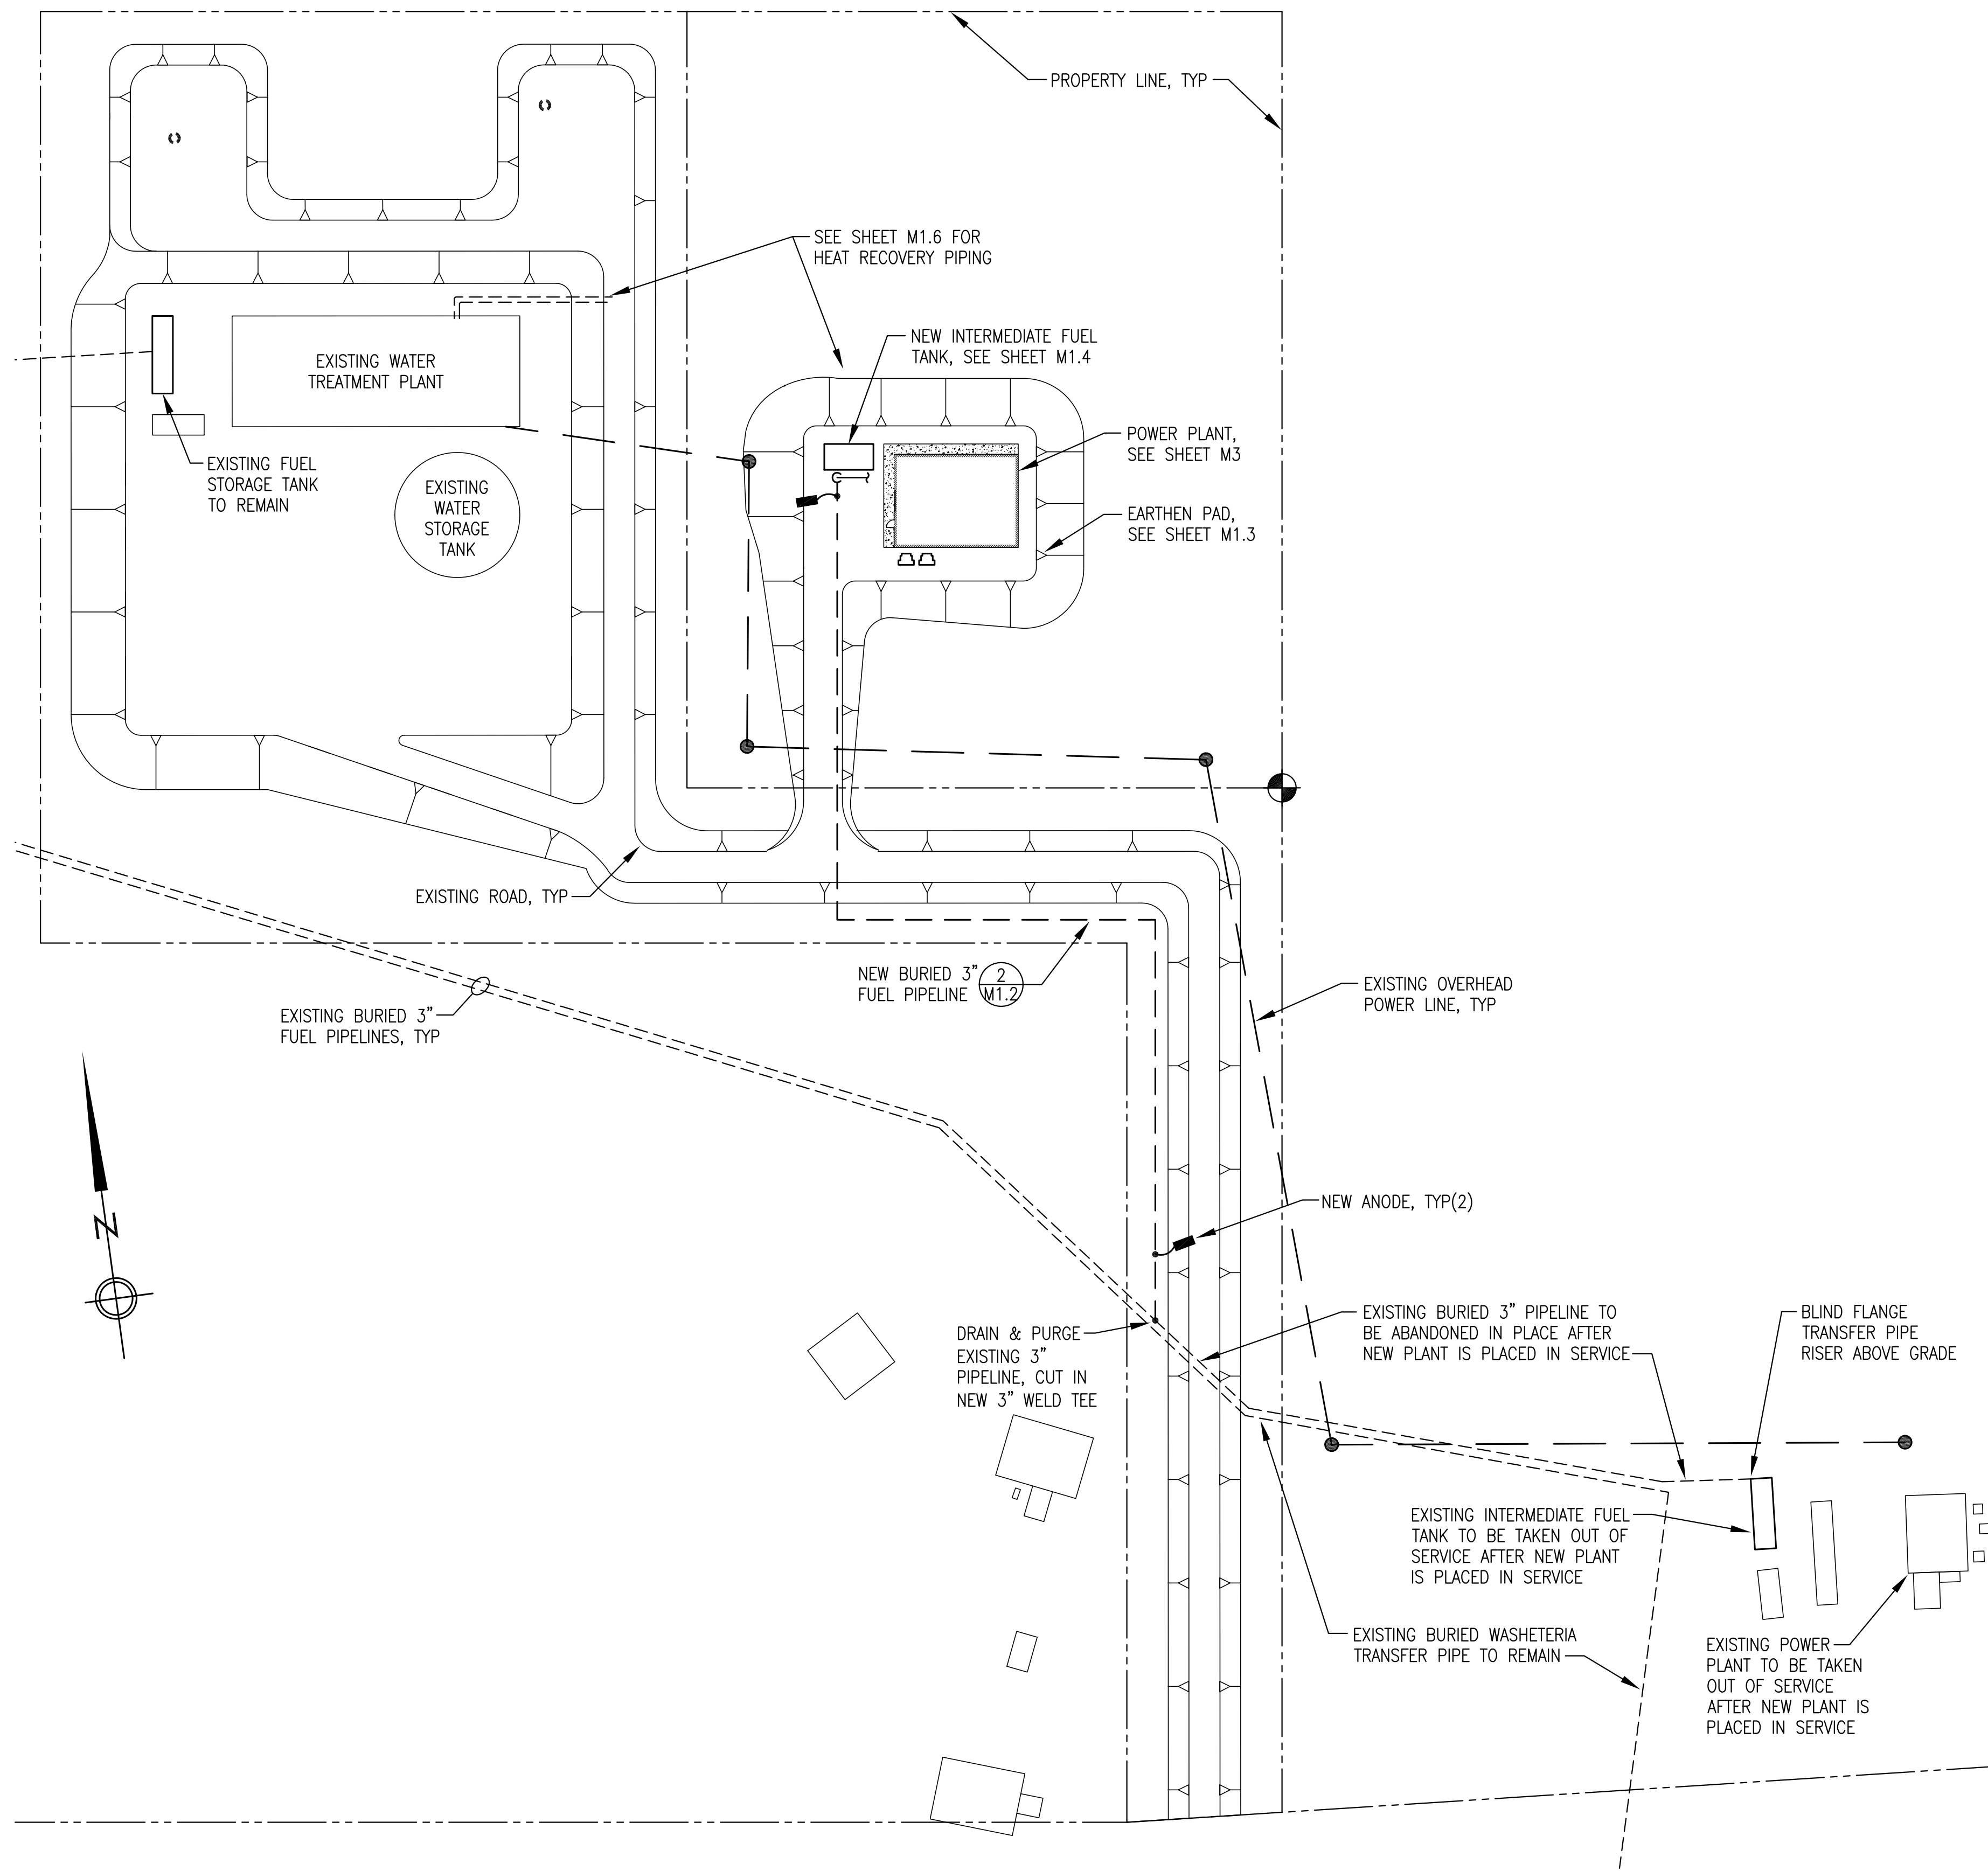 PROPERTY LINE, TYP
SEE SHEET M1.6 FOR
HEAT RECOVERY PIPING
NEW INTERMEDIATE FUEL
TANK, SEE SHEET M1.4
EXISTING WATER
TREATMENT PLANT
POWER PLANT,
SEE SHEET M3
EXISTING FUEL
STORAGE TANK
TO REMAIN
EXISTING
WATER
STORAGE
TANK
EARTHEN PAD,
SEE SHEET M1.3
EXISTING ROAD, TYP
NEW BURIED 3"
FUEL PIPELINE
2
M1.2
EXISTING OVERHEAD
POWER LINE, TYP
EXISTING BURIED 3"
FUEL PIPELINES, TYP
N
NEW ANODE, TYP(2)
DRAIN & PURGE
EXISTING 3"
PIPELINE, CUT IN
NEW 3" WELD TEE
EXISTING BURIED 3" PIPELINE TO
BE ABANDONED IN PLACE AFTER
NEW PLANT IS PLACED IN SERVICE
BLIND FLANGE
TRANSFER PIPE
RISER ABOVE GRADE
EXISTING INTERMEDIATE FUEL
TANK TO BE TAKEN OUT OF
SERVICE AFTER NEW PLANT
IS PLACED IN SERVICE
EXISTING BURIED WASHETERIA
TRANSFER PIPE TO REMAIN
EXISTING POWER
PLANT TO BE TAKEN
OUT OF SERVICE
AFTER NEW PLANT IS
PLACED IN SERVICE